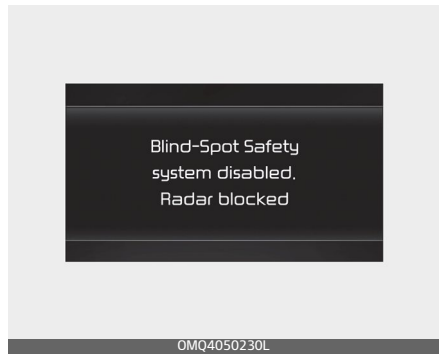 Blind-Spot Safety
system disabled,
Radar blocked
OMQ4050230L